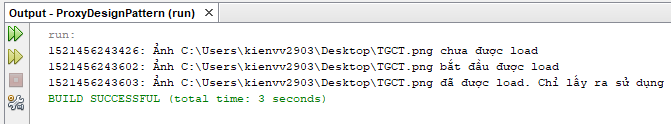 Output - ProxyDesignPattern (run)
run:
1521456243426: Ảnh C:\Users\kienvv2903\Desktop\TGCT.png chưa được load
1521456243602: Ảnh C:\Users\kienvv2903\Desktop\TGCT.png bắt đầu được load
1521456243603: Ảnh C:\Users\kienvv2903\Desktop\TGCT.png đã được load. Chỉ lấy ra sử dụng
BUILD SUCCESSFUL (total time: 3 seconds)